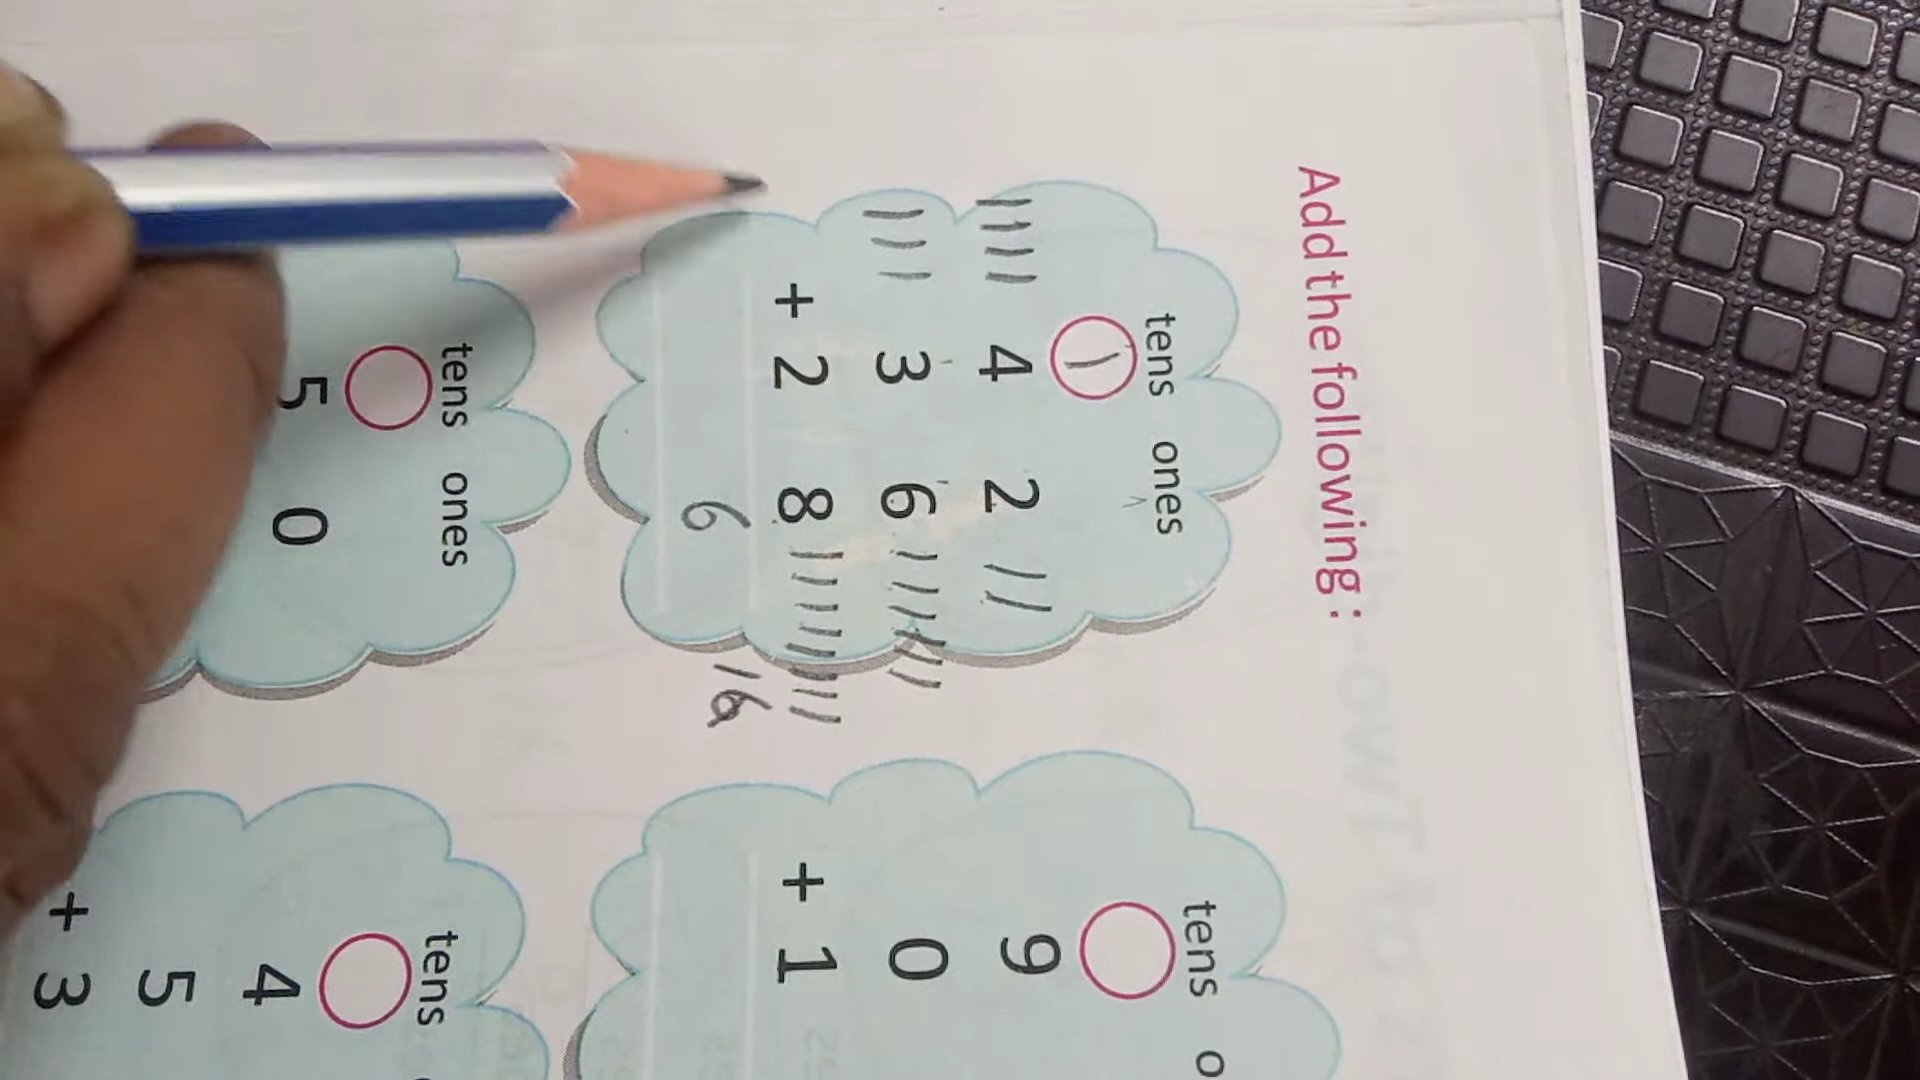 Add the following :
tens ones
1
4 2
3 6
+ 2 8
6
16
tens o
9
0
+ 1
tens ones
5 0
tens
4
5
+ 3